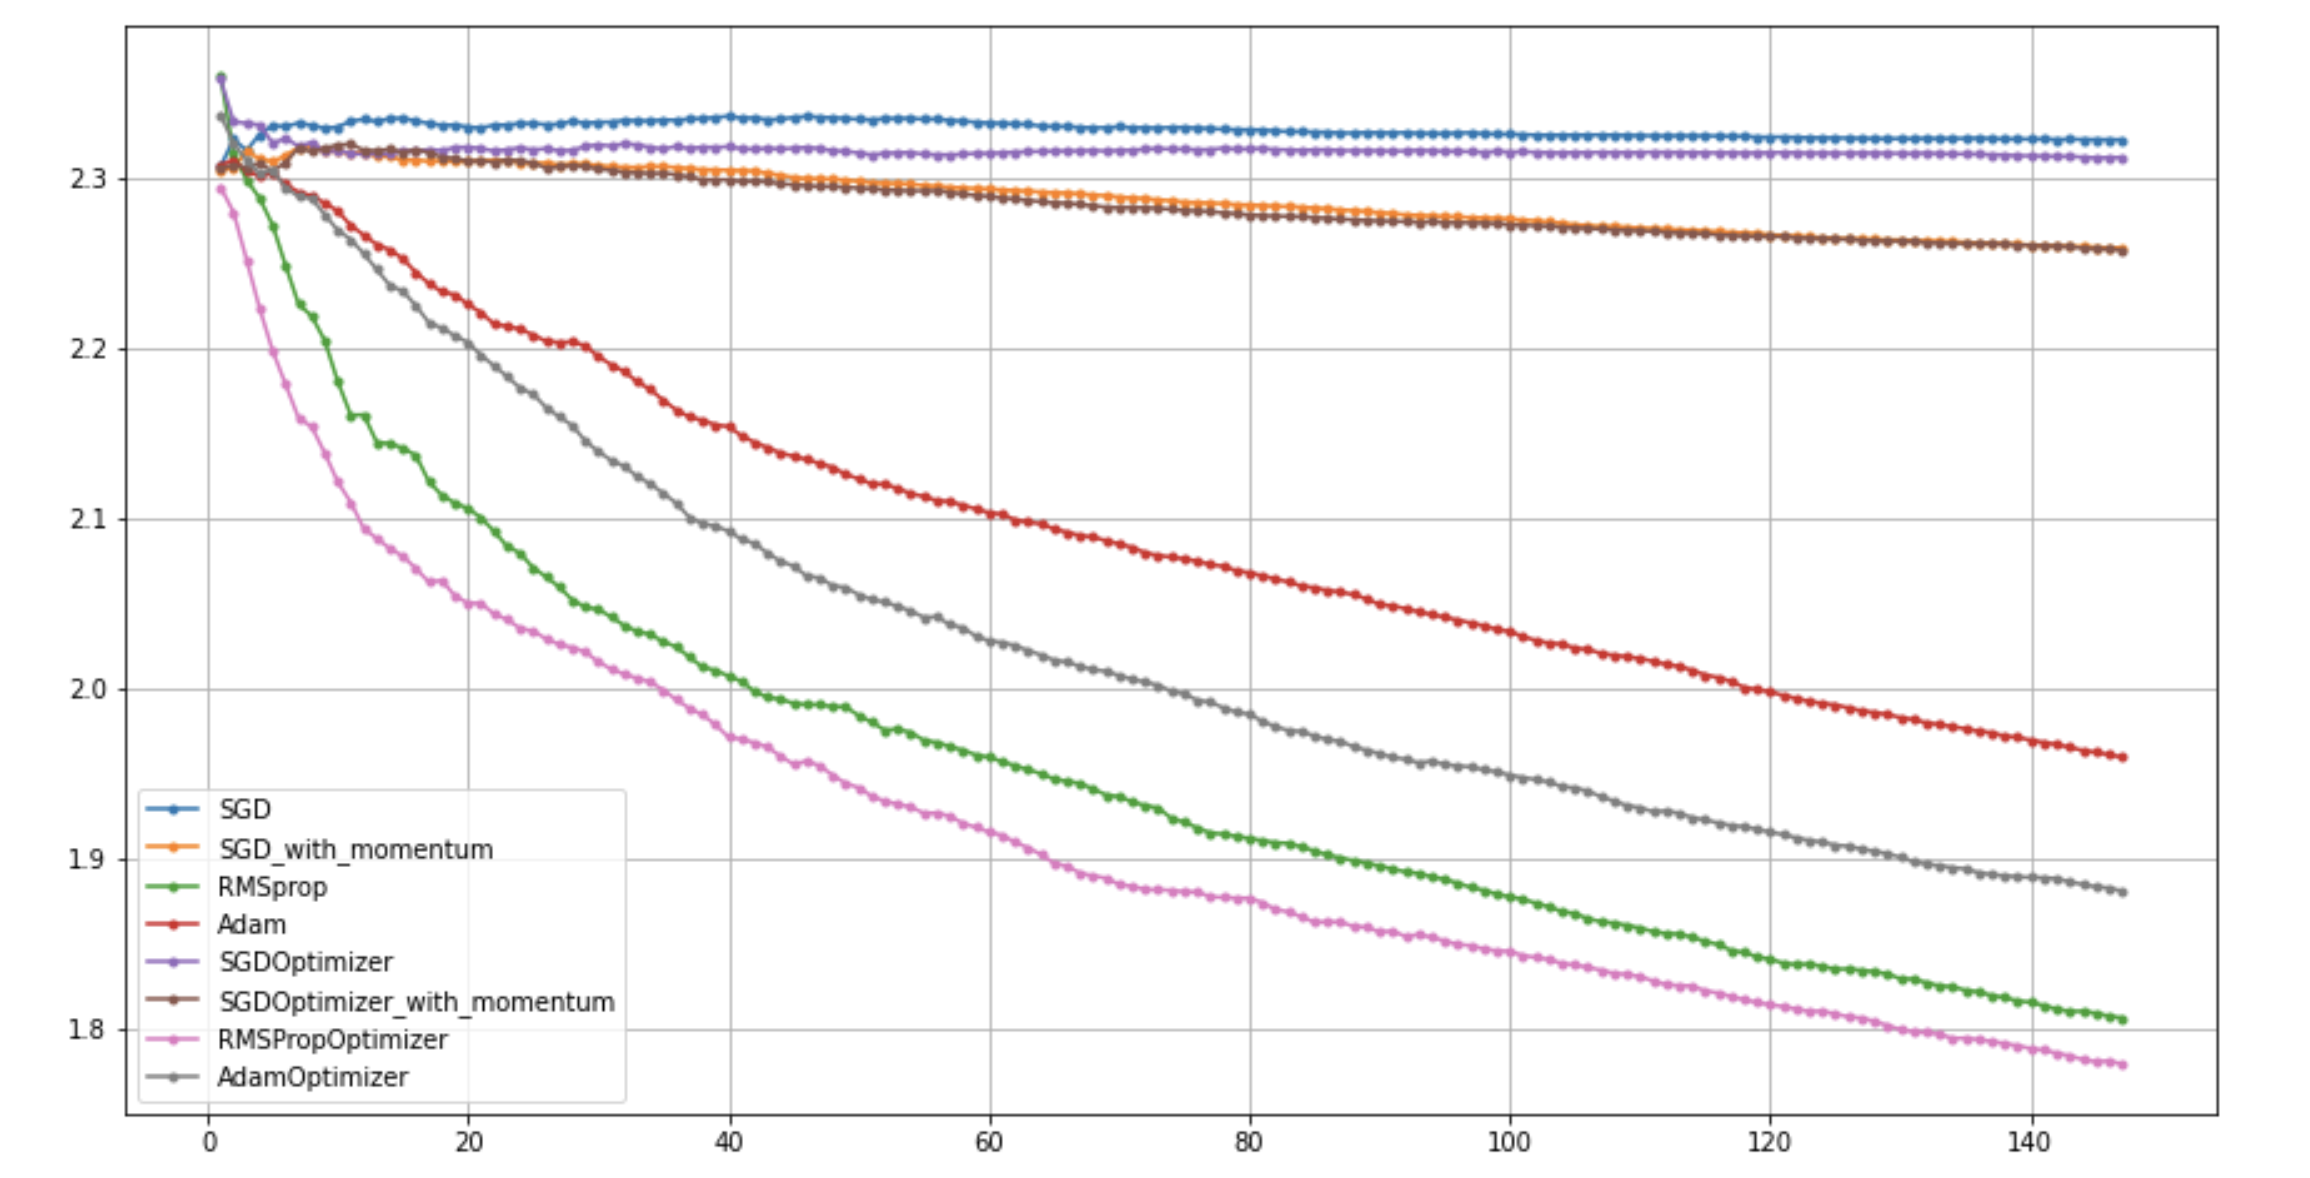 2.3
2.2
2.1
2.0
1.9
1.8
SGD
SGD_with_momentum
RMSprop
Adam
SGDOptimizer
SGDOptimizer_with_momentum
RMSPropOptimizer
AdamOptimizer
0 20 40 60 80 100 120 140